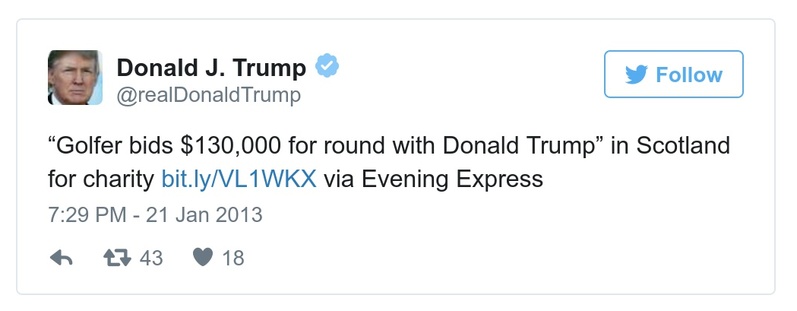 Donald J. Trump
@realDonaldTrump
Follow
“Golfer bids $130,000 for round with Donald Trump” in Scotland
for charity bit.ly/VL1WKX via Evening Express
7:29 PM - 21 Jan 2013
43 18